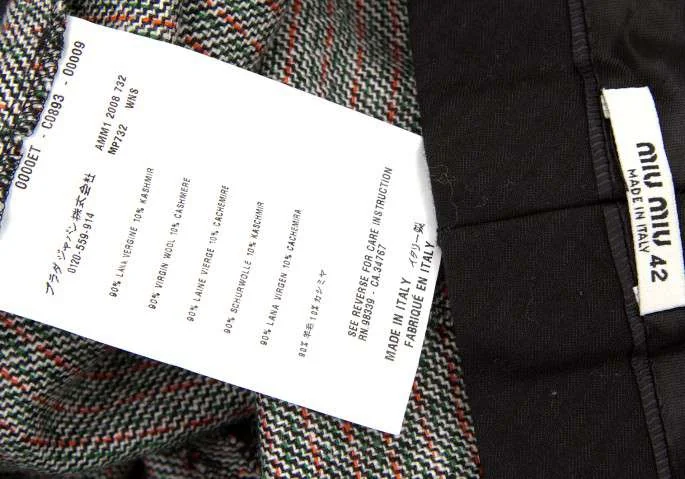 0000ET - C0893 - 00009
AMM1 2008 732
MP732 WNS
プラダ ジャパン株式会社
0120-559-914
90% LANA VERGINE 10% KASHMIR
90% VIRGIN WOOL 10% CASHMERE
90% LAINE VIERGE 10% CACHEMIRE
90% SCHURWOLLE 10% KASCHMIR
90% LANA VIRGEN 10% CACHEMIRA
90% 羊毛 10% カシミヤ
SEE REVERSE FOR CARE INSTRUCTION
RN 98339 - CA.34767
MADE IN ITALY イタリー製
FABRIQUÉ EN ITALY
MIU MIU
MADE IN ITALY
42